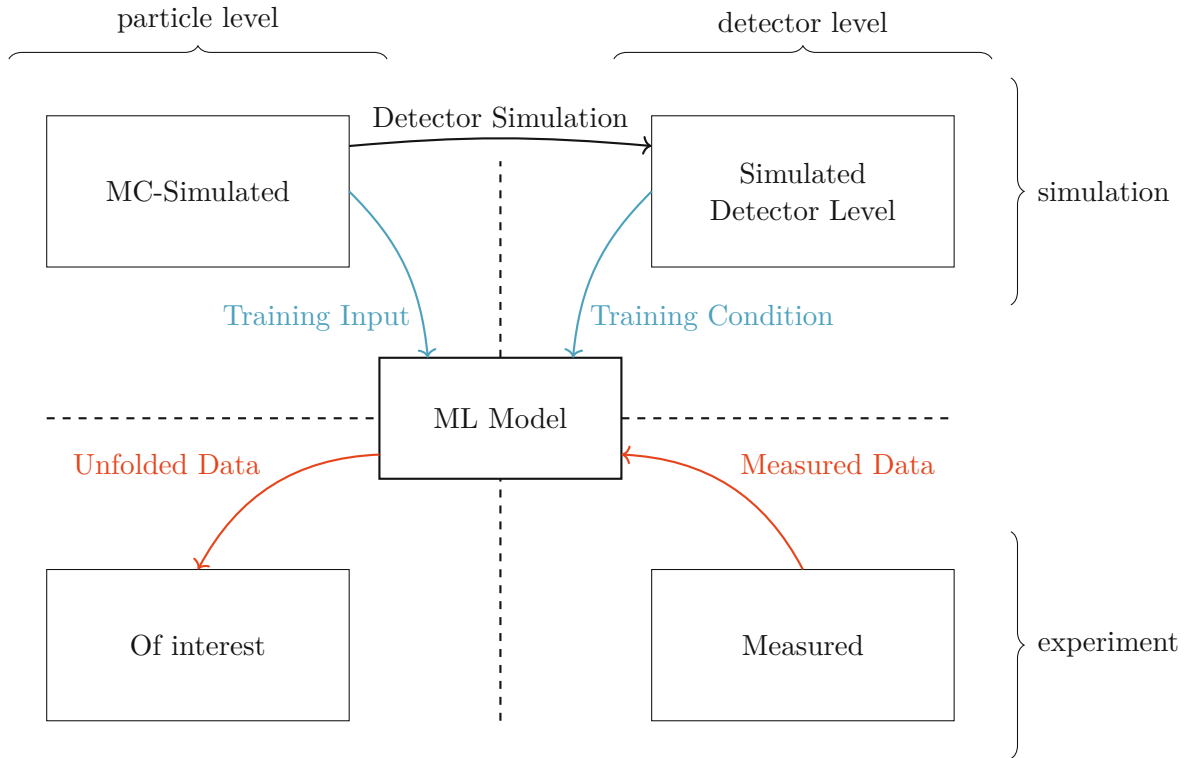 particle level
detector level
Detector Simulation
MC-Simulated
Simulated
Detector Level
simulation
Training Input
Training Condition
ML Model
Unfolded Data
Measured Data
Of interest
Measured
experiment